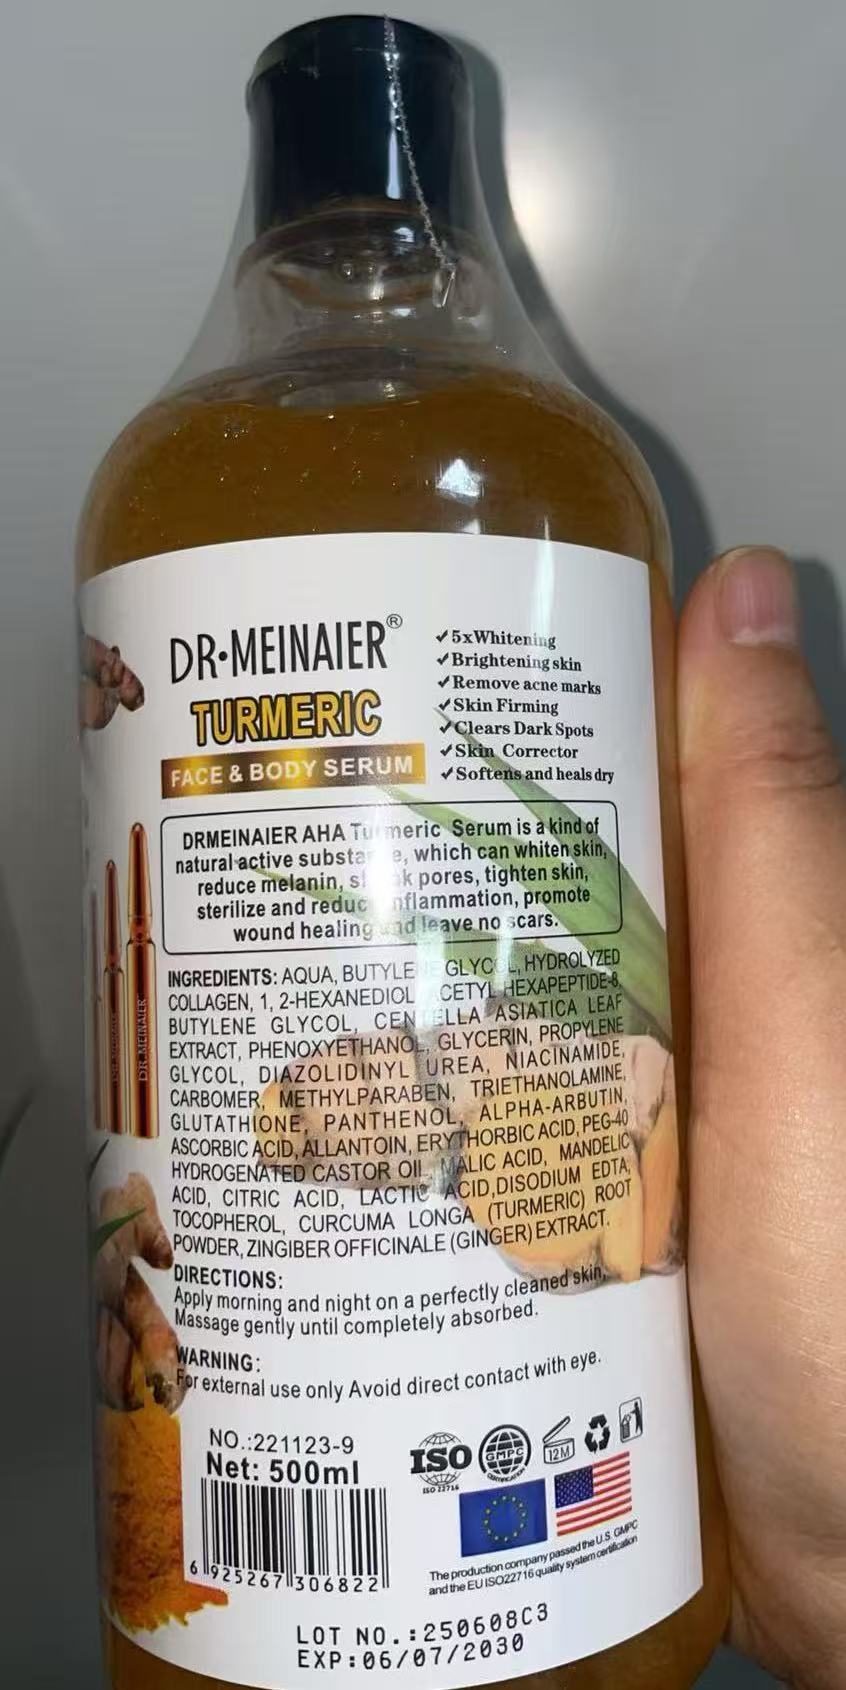 DR·MEINAIER®
TURMERIC
FACE & BODY SERUM
✓5xWhitening
✓Brightening skin
✓Remove acne marks
✓Skin Firming
✓Clears Dark Spots
✓Skin Corrector
✓Softens and heals dry
DRMEINAIER AHA Turmeric Serum is a kind of
natural active substance, which can whiten skin,
reduce melanin, shrink pores, tighten skin,
sterilize and reduce inflammation, promote
wound healing and leave no scars.
INGREDIENTS: AQUA, BUTYLENE GLYCOL, HYDROLYZED
COLLAGEN, 1, 2-HEXANEDIOL ACETYL HEXAPEPTIDE-8,
BUTYLENE GLYCOL, CENTELLA ASIATICA LEAF
EXTRACT, PHENOXYETHANOL, GLYCERIN, PROPYLENE
GLYCOL, DIAZOLIDINYL UREA, NIACINAMIDE,
CARBOMER, METHYLPARABEN, TRIETHANOLAMINE,
GLUTATHIONE, PANTHENOL, ALPHA-ARBUTIN,
ASCORBIC ACID, ALLANTOIN, ERYTHORBIC ACID, PEG-40
HYDROGENATED CASTOR OIL, MALIC ACID, MANDELIC
ACID, CITRIC ACID, LACTIC ACID,DISODIUM EDTA,
TOCOPHEROL, CURCUMA LONGA (TURMERIC) ROOT
POWDER, ZINGIBER OFFICINALE (GINGER) EXTRACT.
DIRECTIONS:
Apply morning and night on a perfectly cleaned skin,
Massage gently until completely absorbed.
WARNING:
For external use only Avoid direct contact with eye.
NO.:221123-9
Net: 500ml
6 925267 306822
ISO
ISO 22716
GMPC
CERTIFICATION
12M
The production company passed the U.S. GMPC
and the EU ISO22716 quality system certification
LOT NO.:250608C3
EXP:06/07/2030
DR.MEINAIER